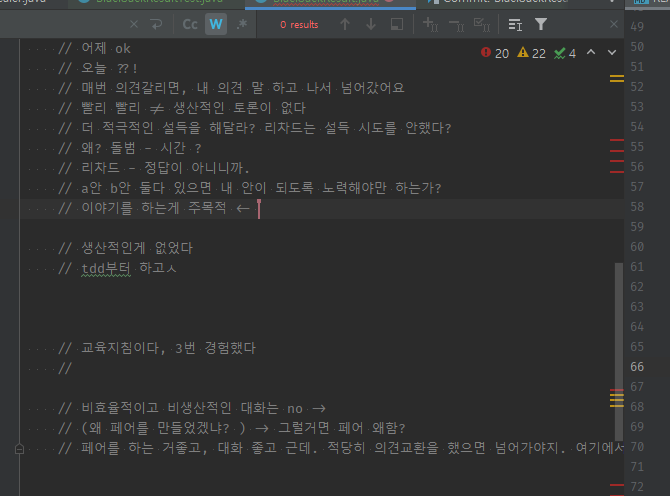 Cc W .* 0 results
// 어제 ok
// 오늘 ??!
// 매번 의견갈리면, 내 의견 말 하고 나서 넘어갔어요
// 빨리 빨리 ≠ 생산적인 토론이 없다
// 더 적극적인 설득을 해달라? 리차드는 설득 시도를 안했다?
// 왜? 돌범 - 시간 ?
// 리차드 - 정답이 아니니까.
// a안 b안 둘다 있으면 내 안이 되도록 노력해야만 하는가?
// 이야기를 하는게 주목적 <-
// 생산적인게 없었다
// tdd부터 하고ㅅ
// 교육지침이다, 3번 경험했다
//
// 비효율적이고 비생산적인 대화는 no ->
// (왜 페어를 만들었겠냐? ) -> 그럴거면 페어 왜함?
// 페어를 하는 거좋고, 대화 좋고 근데. 적당히 의견교환을 했으면 넘어가야지. 여기에서
20 22 4
49
50
51
52
53
54
55
56
57
58
59
60
61
62
63
64
65
66
67
68
69
70
71
72